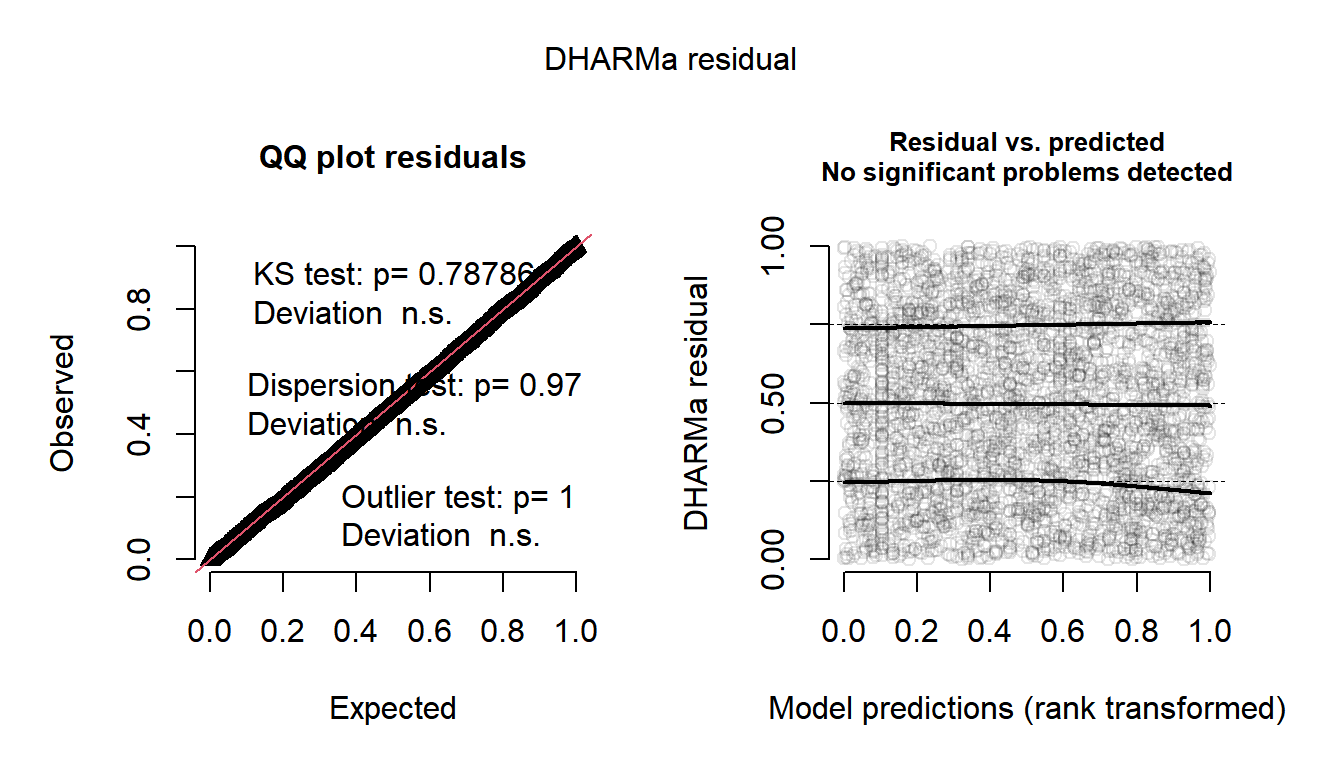 DHARMa residual
QQ plot residuals
KS test: p= 0.78786
Deviation  n.s.
Dispersion test: p= 0.97
Deviation  n.s.
Outlier test: p= 1
Deviation  n.s.
Observed
0.0 0.4 0.8
0.0 0.2 0.4 0.6 0.8 1.0
Expected
Residual vs. predicted
No significant problems detected
DHARMa residual
0.00 0.50 1.00
0.0 0.2 0.4 0.6 0.8 1.0
Model predictions (rank transformed)